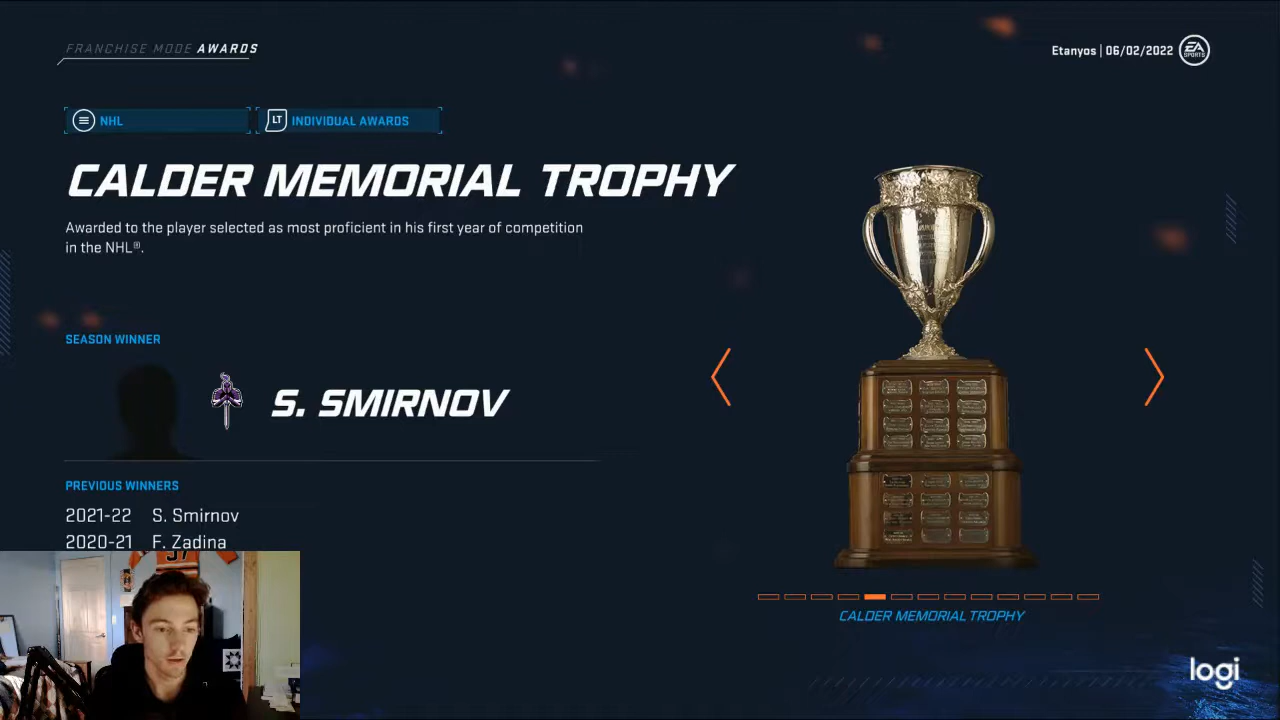 FRANCHISE MODE AWARDS
Etanyos | 06/02/2022
EA SPORTS
NHL
LT INDIVIDUAL AWARDS
CALDER MEMORIAL TROPHY
Awarded to the player selected as most proficient in his first year of competition
in the NHL®.
SEASON WINNER
S. SMIRNOV
PREVIOUS WINNERS
2021-22 S. Smirnov
2020-21 F. Zadina
CALDER MEMORIAL TROPHY
logi